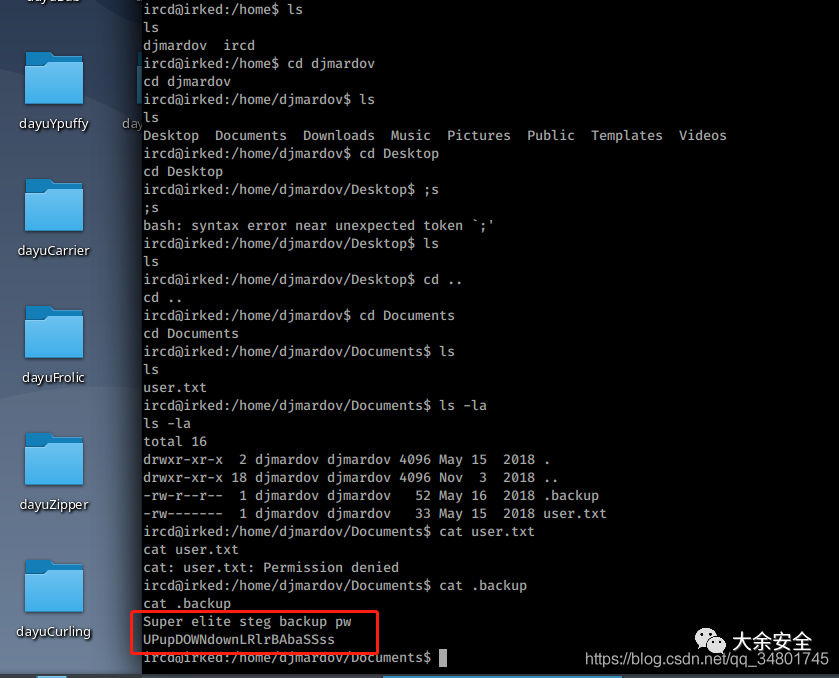 dayuYpuffy
dayuCarrier
dayuFrolic
dayuZipper
dayuCurling
ircd@irked:/home$ ls
ls
djmardov  ircd
ircd@irked:/home$ cd djmardov
cd djmardov
ircd@irked:/home/djmardov$ ls
ls
Desktop  Documents  Downloads  Music  Pictures  Public  Templates  Videos
ircd@irked:/home/djmardov$ cd Desktop
cd Desktop
ircd@irked:/home/djmardov/Desktop$ ;s
;s
bash: syntax error near unexpected token `;'
ircd@irked:/home/djmardov/Desktop$ ls
ls
ircd@irked:/home/djmardov/Desktop$ cd ..
cd ..
ircd@irked:/home/djmardov$ cd Documents
cd Documents
ircd@irked:/home/djmardov/Documents$ ls
ls
user.txt
ircd@irked:/home/djmardov/Documents$ ls -la
ls -la
total 16
drwxr-xr-x  2 djmardov djmardov 4096 May 15  2018 .
drwxr-xr-x 18 djmardov djmardov 4096 Nov  3  2018 ..
-rw-r--r--  1 djmardov djmardov   52 May 16  2018 .backup
-rw-------  1 djmardov djmardov   33 May 15  2018 user.txt
ircd@irked:/home/djmardov/Documents$ cat user.txt
cat user.txt
cat: user.txt: Permission denied
ircd@irked:/home/djmardov/Documents$ cat .backup
cat .backup
Super elite steg backup pw
UPupDOWNdownLRlrBAbaSSss
ircd@irked:/home/djmardov/Documents$
大余安全
https://blog.csdn.net/qq_34801745